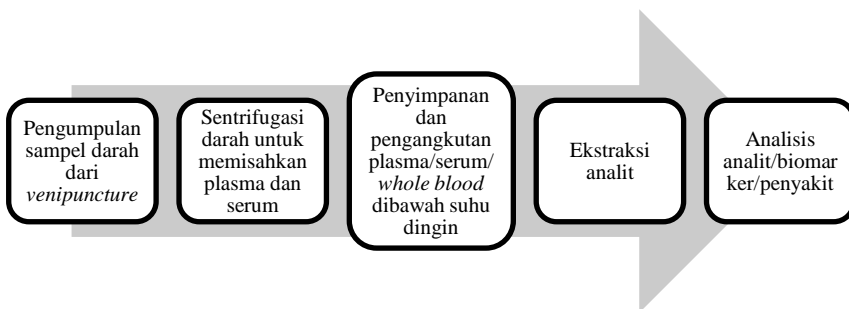 Pengumpulan
sampel darah
dari
venipuncture
Sentrifugasi
darah untuk
memisahkan
plasma dan
serum
Penyimpanan
dan
pengangkutan
plasma/serum/
whole blood
dibawah suhu
dingin
Ekstraksi
analit
Analisis
analit/biomar
ker/penyakit